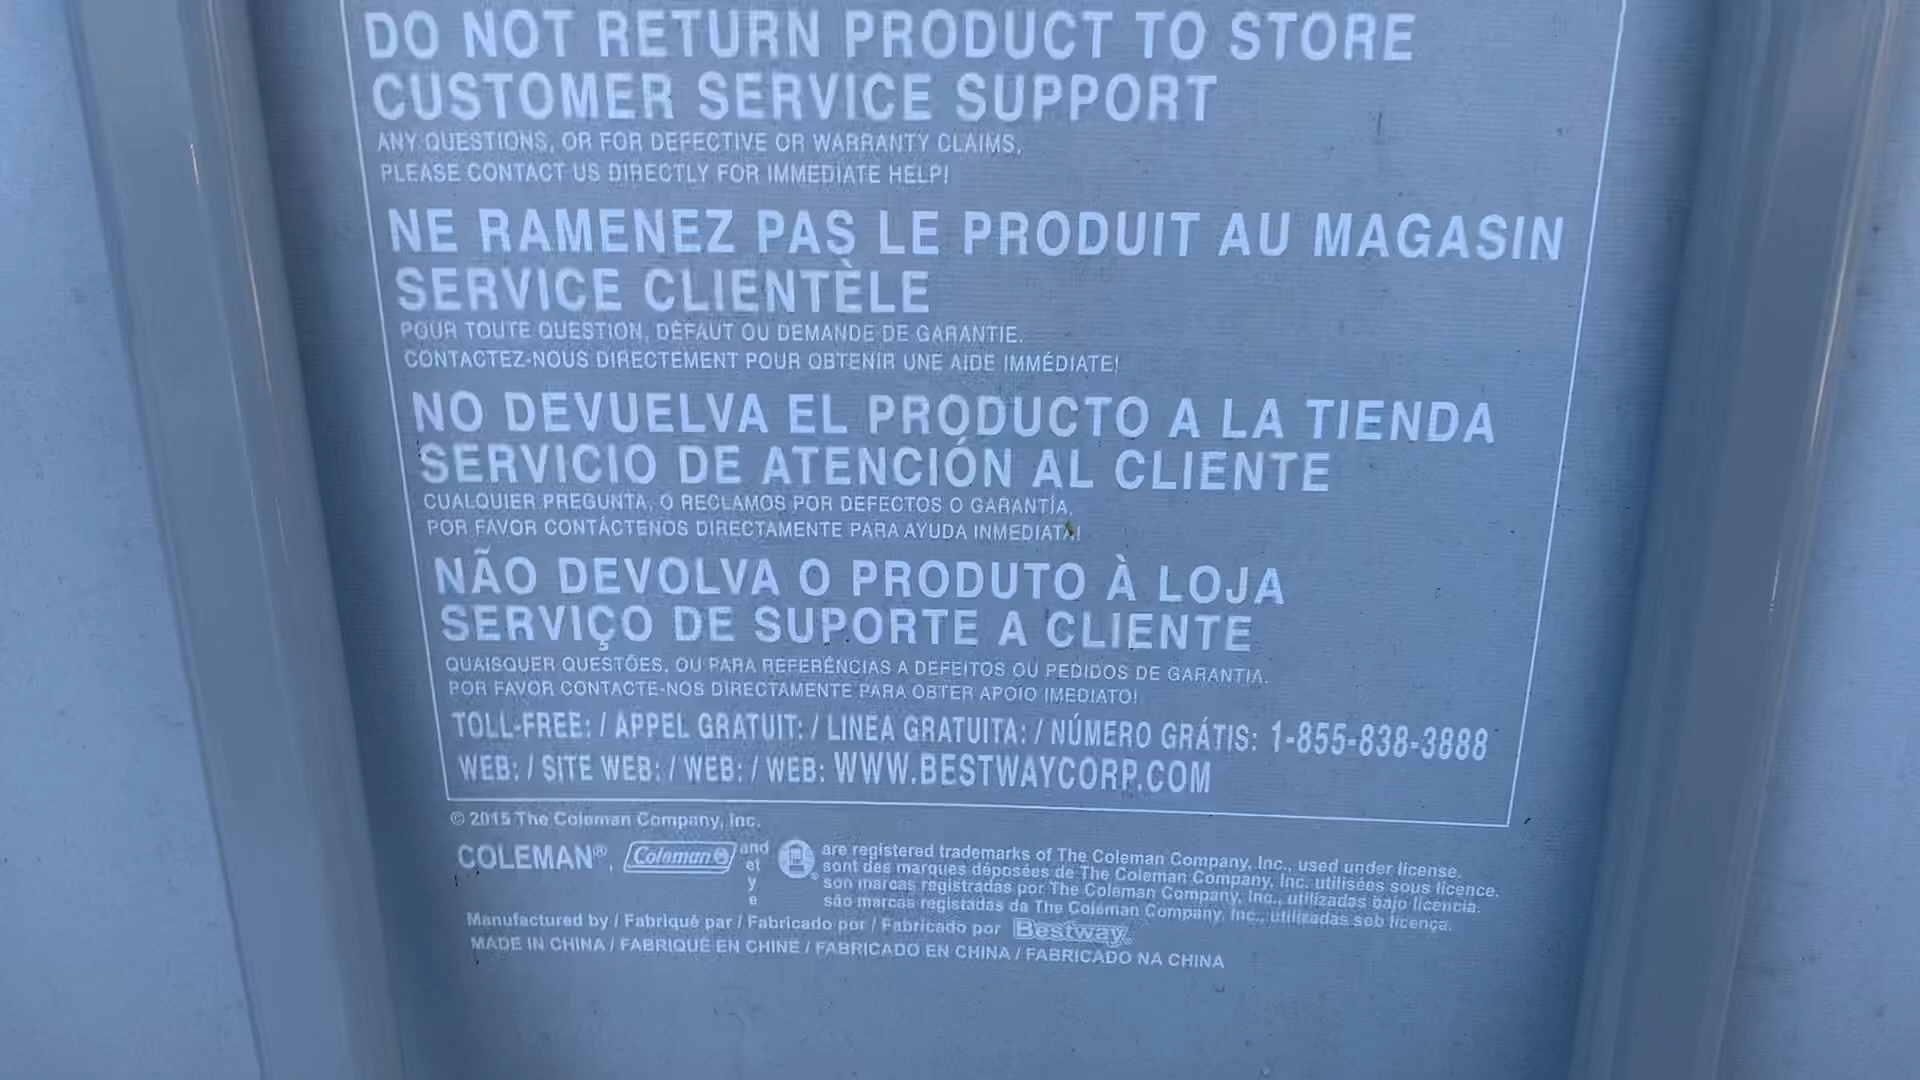 DO NOT RETURN PRODUCT TO STORE
CUSTOMER SERVICE SUPPORT
ANY QUESTIONS, OR FOR DEFECTIVE OR WARRANTY CLAIMS,
PLEASE CONTACT US DIRECTLY FOR IMMEDIATE HELP!
NE RAMENEZ PAS LE PRODUIT AU MAGASIN
SERVICE CLIENTÈLE
POUR TOUTE QUESTION, DÉFAUT OU DEMANDE DE GARANTIE.
CONTACTEZ-NOUS DIRECTEMENT POUR OBTENIR UNE AIDE IMMÉDIATE!
NO DEVUELVA EL PRODUCTO A LA TIENDA
SERVICIO DE ATENCIÓN AL CLIENTE
CUALQUIER PREGUNTA, O RECLAMOS POR DEFECTOS O GARANTÍA,
POR FAVOR CONTÁCTENOS DIRECTAMENTE PARA AYUDA INMEDIATA!
NÃO DEVOLVA O PRODUTO À LOJA
SERVIÇO DE SUPORTE A CLIENTE
QUAISQUER QUESTÕES, OU PARA REFERÊNCIAS A DEFEITOS OU PEDIDOS DE GARANTIA.
POR FAVOR CONTACTE-NOS DIRECTAMENTE PARA OBTER APOIO IMEDIATO!
TOLL-FREE: / APPEL GRATUIT: / LINEA GRATUITA: / NÚMERO GRÁTIS: 1-855-838-3888
WEB: / SITE WEB: / WEB: / WEB: WWW.BESTWAYCORP.COM
© 2015 The Coleman Company, Inc.
COLEMAN®, Coleman® and are registered trademarks of The Coleman Company, Inc., used under license.
et sont des marques déposées de The Coleman Company, Inc. utilisées sous licence.
y son marcas registradas por The Coleman Company, Inc., utilizadas bajo licencia.
e são marcas registadas da The Coleman Company, Inc., utilizadas sob licença.
Manufactured by / Fabriqué par / Fabricado por / Fabricado por Bestway
MADE IN CHINA / FABRIQUÉ EN CHINE / FABRICADO EN CHINA / FABRICADO NA CHINA